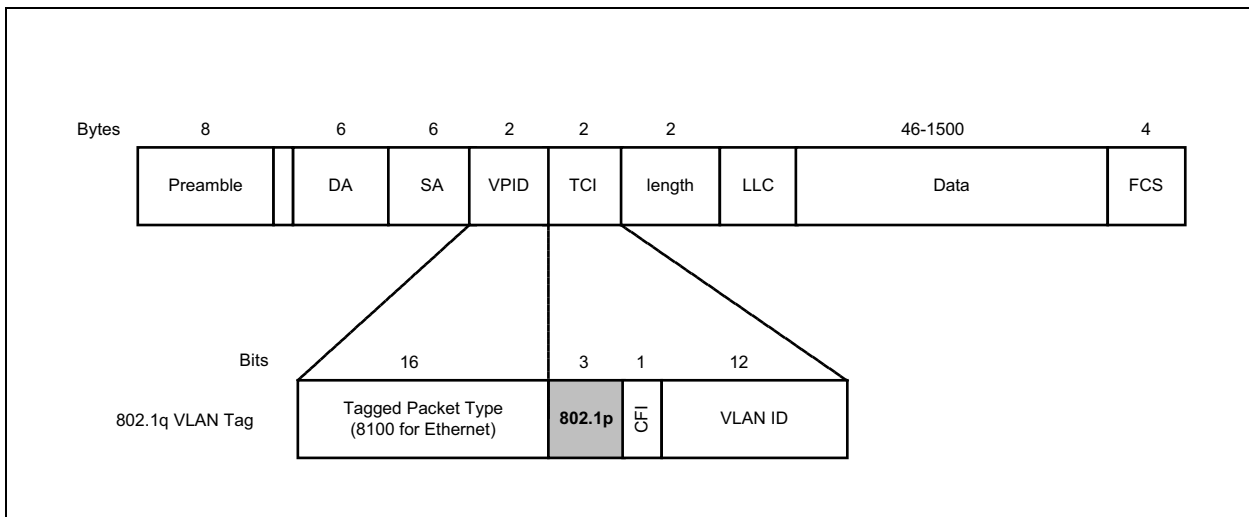 Bytes 8 6 6 2 2 2 46-1500 4
Preamble DA SA VPID TCI length LLC Data FCS
Bits 16 3 1 12
802.1q VLAN Tag
Tagged Packet Type
(8100 for Ethernet)
802.1p
CFI
VLAN ID